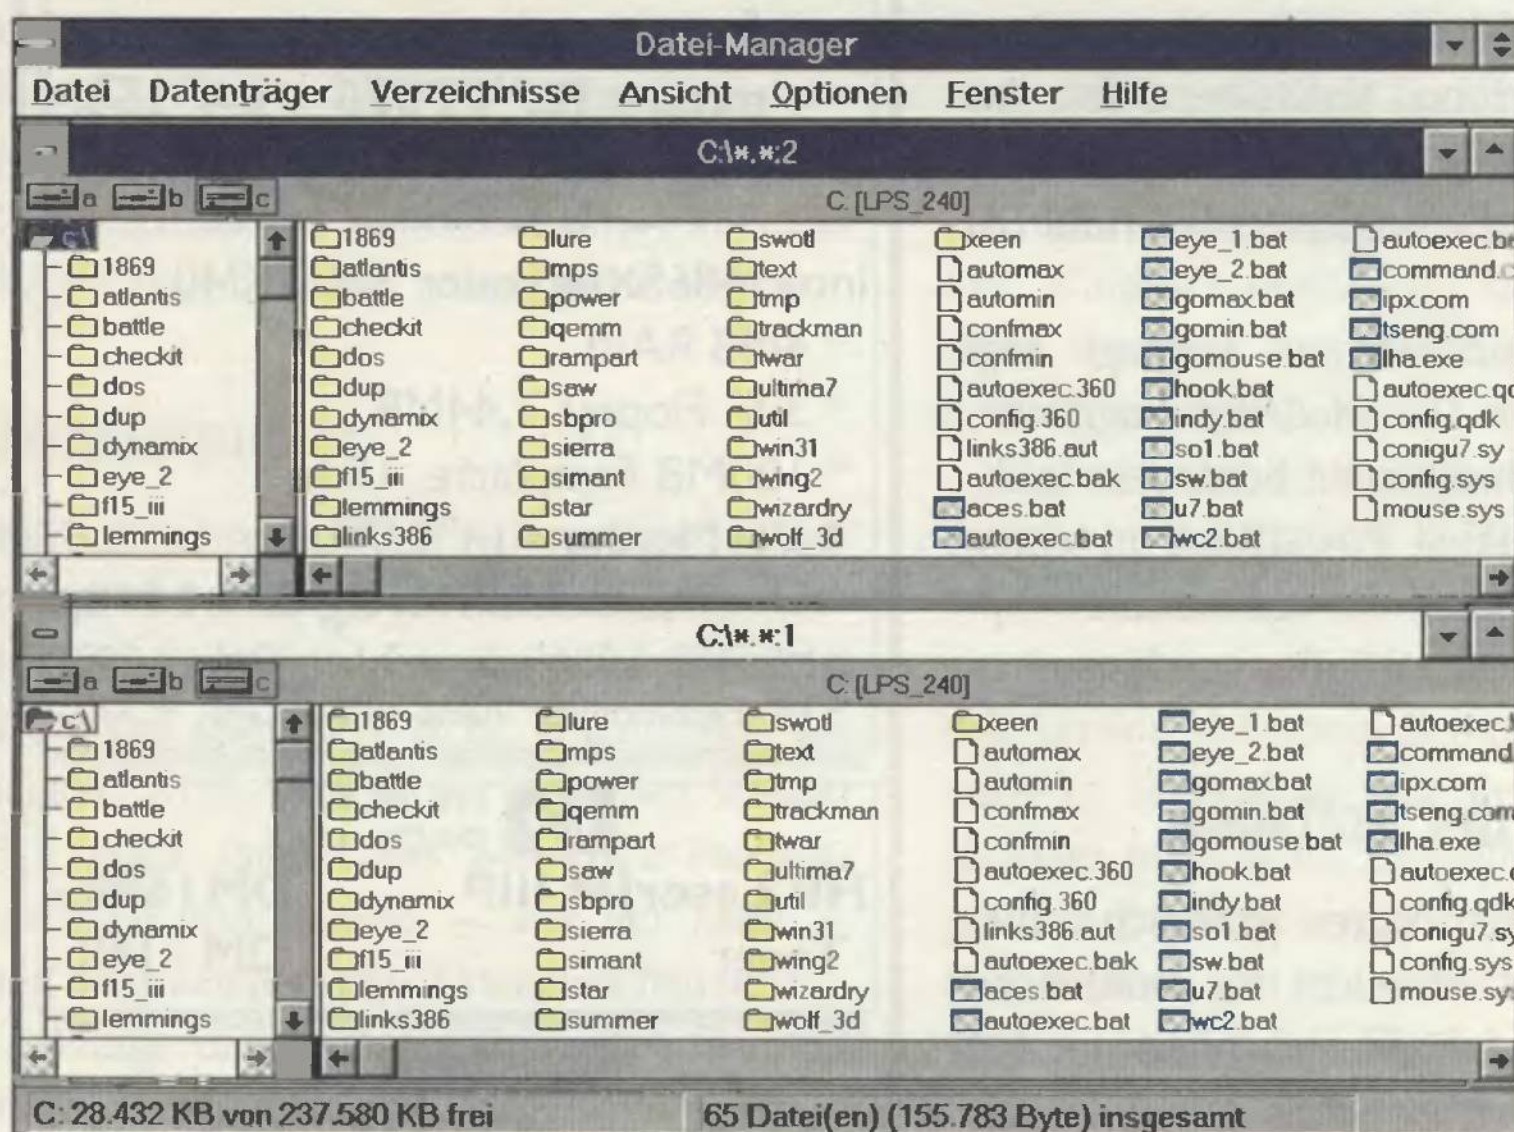 Datei-Manager
Datei Datenträger Verzeichnisse Ansicht Optionen Fenster Hilfe
C:\*.*:2
a b c C: [LPS_240]
c:\
1869
atlantis
battle
checkit
dos
dup
dynamix
eye_2
f15_iii
lemmings
1869 lure swotl xeen eye_1.bat
atlantis mps text automax eye_2.bat
battle power tmp automin gomax.bat ipx.com
checkit qemm trackman confmax gomin.bat tseng.com
dos rampart twar confmin gomouse.bat lha.exe
dup saw ultima7 autoexec.360 hook.bat
dynamix sbpro util config.360 indy.bat config.qdk
eye_2 sierra win31 links386.aut so1.bat conigu7.sy
f15_iii simant wing2 autoexec.bak sw.bat config.sys
lemmings star wizardry aces.bat u7.bat mouse.sys
links386 summer wolf_3d autoexec.bat wc2.bat
C:\*.*:1
a b c C: [LPS_240]
c:\
1869
atlantis
battle
checkit
dos
dup
dynamix
eye_2
f15_iii
lemmings
1869 lure swotl xeen eye_1.bat
atlantis mps text automax eye_2.bat command.
battle power tmp automin gomax.bat ipx.com
checkit qemm trackman confmax gomin.bat tseng.com
dos rampart twar confmin gomouse.bat lha.exe
dup saw ultima7 autoexec.360 hook.bat
dynamix sbpro util config.360 indy.bat config.qdk
eye_2 sierra win31 links386.aut so1.bat conigu7.sy
f15_iii simant wing2 autoexec.bak sw.bat config.sys
lemmings star wizardry aces.bat u7.bat mouse.sys
links386 summer wolf_3d autoexec.bat wc2.bat
C: 28.432 KB von 237.580 KB frei 65 Datei(en) (155.783 Byte) insgesamt